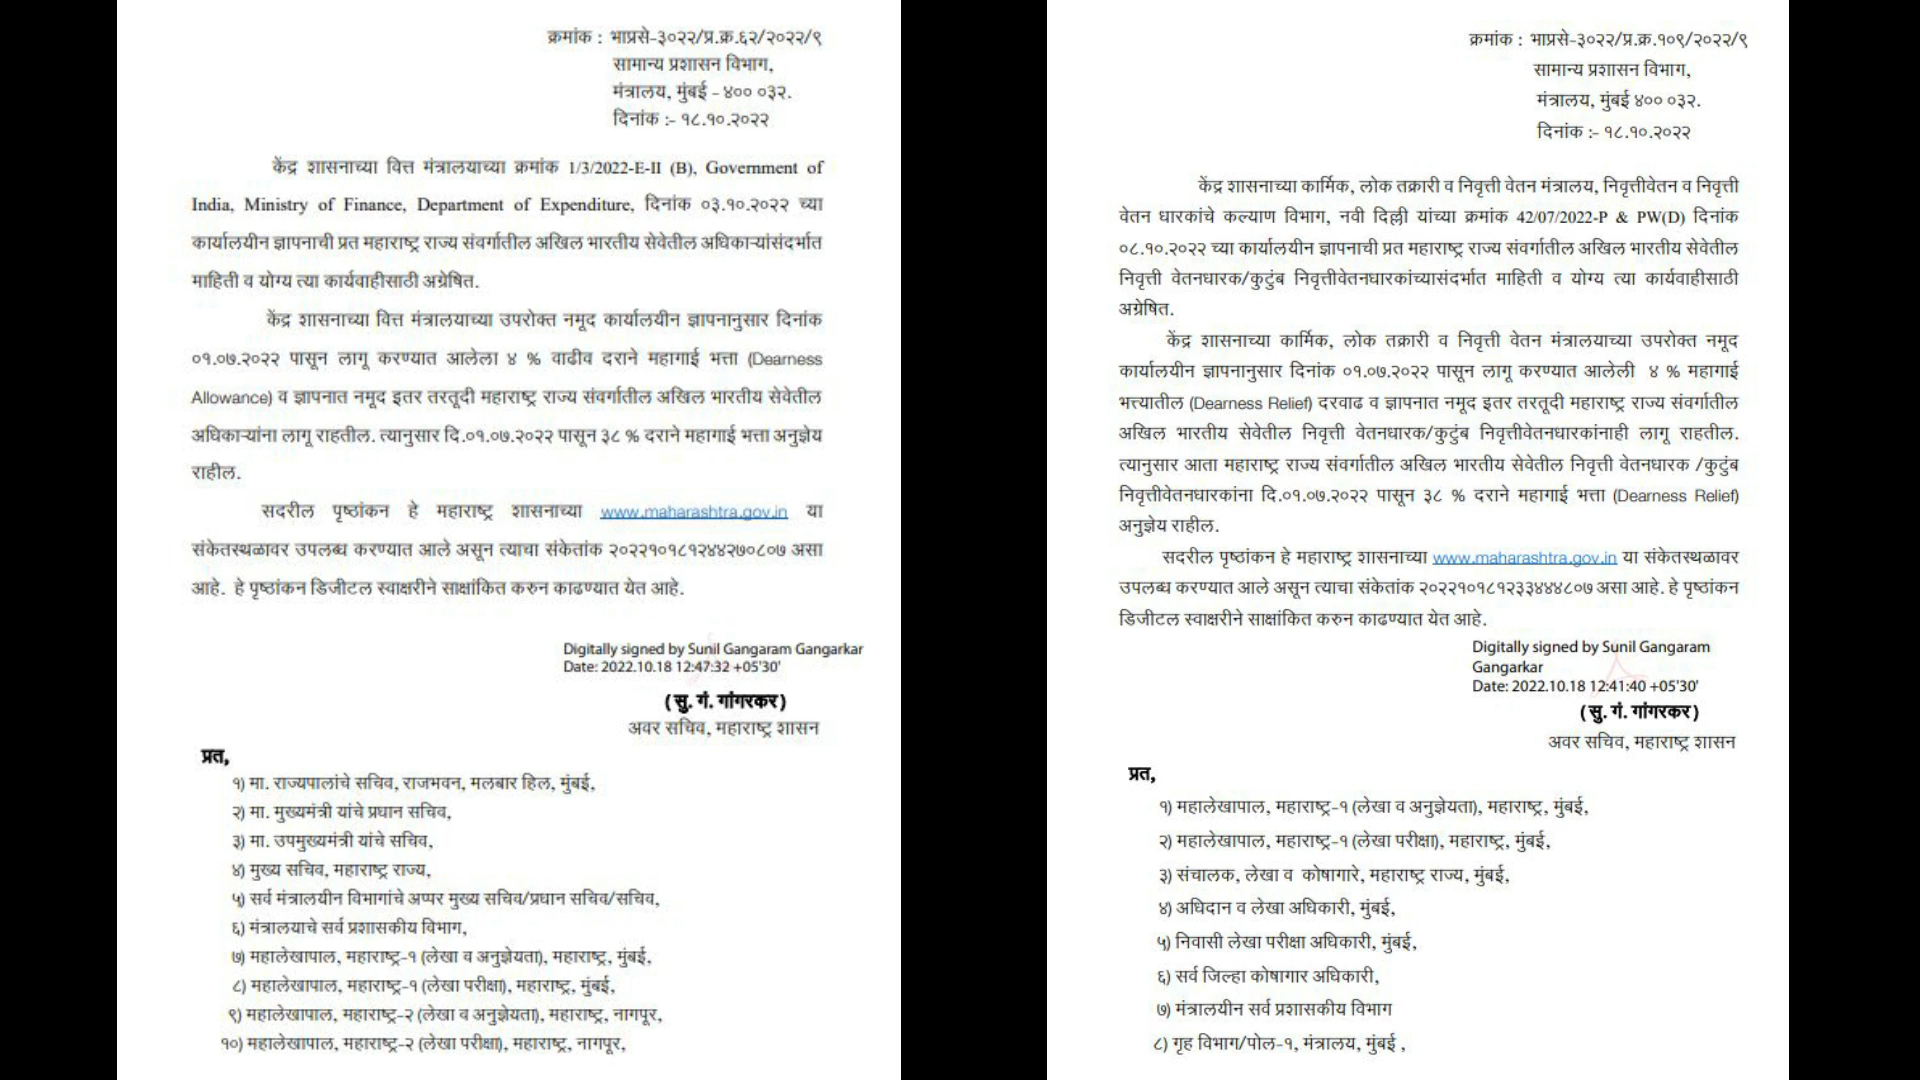 क्रमांक : भाप्रसे-३०२२/प्र.क्र.६२/२०२२/९
सामान्य प्रशासन विभाग,
मंत्रालय, मुंबई - ४०० ०३२.
दिनांक :- १८.१०.२०२२
केंद्र शासनाच्या वित्त मंत्रालयाच्या क्रमांक 1/3/2022-E-II (B), Government of
India, Ministry of Finance, Department of Expenditure, दिनांक ०३.१०.२०२२ च्या
कार्यालयीन ज्ञापनाची प्रत महाराष्ट्र राज्य संवर्गातील अखिल भारतीय सेवेतील अधिकाऱ्यांसंदर्भात
माहिती व योग्य त्या कार्यवाहीसाठी अग्रेषित.
केंद्र शासनाच्या वित्त मंत्रालयाच्या उपरोक्त नमूद कार्यालयीन ज्ञापनानुसार दिनांक
०१.०७.२०२२ पासून लागू करण्यात आलेला ४ % वाढीव दराने महागाई भत्ता (Dearness
Allowance) व ज्ञापनात नमूद इतर तरतूदी महाराष्ट्र राज्य संवर्गातील अखिल भारतीय सेवेतील
अधिकाऱ्यांना लागू राहतील. त्यानुसार दि.०१.०७.२०२२ पासून ३८ % दराने महागाई भत्ता अनुज्ञेय
राहील.
सदरील पृष्ठांकन हे महाराष्ट्र शासनाच्या www.maharashtra.gov.in या
संकेतस्थळावर उपलब्ध करण्यात आले असून त्याचा संकेतांक २०२२१०१८१२४४२७०८०७ असा
आहे. हे पृष्ठांकन डिजीटल स्वाक्षरीने साक्षांकित करुन काढण्यात येत आहे.
Digitally signed by Sunil Gangaram Gangarkar
Date: 2022.10.18 12:47:32 +05'30'
(सु. गं. गांगरकर)
अवर सचिव, महाराष्ट्र शासन
प्रत,
१) मा. राज्यपालांचे सचिव, राजभवन, मलबार हिल, मुंबई,
२) मा. मुख्यमंत्री यांचे प्रधान सचिव,
३) मा. उपमुख्यमंत्री यांचे सचिव,
४) मुख्य सचिव, महाराष्ट्र राज्य,
५) सर्व मंत्रालयीन विभागांचे अप्पर मुख्य सचिव/प्रधान सचिव/सचिव,
६) मंत्रालयाचे सर्व प्रशासकीय विभाग,
७) महालेखापाल, महाराष्ट्र-१ (लेखा व अनुज्ञेयता), महाराष्ट्र, मुंबई,
८) महालेखापाल, महाराष्ट्र-१ (लेखा परीक्षा), महाराष्ट्र, मुंबई,
९) महालेखापाल, महाराष्ट्र-२ (लेखा व अनुज्ञेयता), महाराष्ट्र, नागपूर,
१०) महालेखापाल, महाराष्ट्र-२ (लेखा परीक्षा), महाराष्ट्र, नागपूर,
क्रमांक : भाप्रसे-३०२२/प्र.क्र.१०९/२०२२/९
सामान्य प्रशासन विभाग,
मंत्रालय, मुंबई ४०० ०३२.
दिनांक :- १८.१०.२०२२
केंद्र शासनाच्या कार्मिक, लोक तक्रारी व निवृत्ती वेतन मंत्रालय, निवृत्तीवेतन व निवृत्ती
वेतन धारकांचे कल्याण विभाग, नवी दिल्ली यांच्या क्रमांक 42/07/2022-P & PW(D) दिनांक
०८.१०.२०२२ च्या कार्यालयीन ज्ञापनाची प्रत महाराष्ट्र राज्य संवर्गातील अखिल भारतीय सेवेतील
निवृत्ती वेतनधारक/कुटुंब निवृत्तीवेतनधारकांच्यासंदर्भात माहिती व योग्य त्या कार्यवाहीसाठी
अग्रेषित.
केंद्र शासनाच्या कार्मिक, लोक तक्रारी व निवृत्ती वेतन मंत्रालयाच्या उपरोक्त नमूद
कार्यालयीन ज्ञापनानुसार दिनांक ०१.०७.२०२२ पासून लागू करण्यात आलेली ४ % महागाई
भत्त्यातील (Dearness Relief) दरवाढ व ज्ञापनात नमूद इतर तरतूदी महाराष्ट्र राज्य संवर्गातील
अखिल भारतीय सेवेतील निवृत्ती वेतनधारक/कुटुंब निवृत्तीवेतनधारकांनाही लागू राहतील.
त्यानुसार आता महाराष्ट्र राज्य संवर्गातील अखिल भारतीय सेवेतील निवृत्ती वेतनधारक /कुटुंब
निवृत्तीवेतनधारकांना दि.०१.०७.२०२२ पासून ३८ % दराने महागाई भत्ता (Dearness Relief)
अनुज्ञेय राहील.
सदरील पृष्ठांकन हे महाराष्ट्र शासनाच्या www.maharashtra.gov.in या संकेतस्थळावर
उपलब्ध करण्यात आले असून त्याचा संकेतांक २०२२१०१८१२३३४४४८०७ असा आहे. हे पृष्ठांकन
डिजीटल स्वाक्षरीने साक्षांकित करुन काढण्यात येत आहे.
Digitally signed by Sunil Gangaram
Gangarkar
Date: 2022.10.18 12:41:40 +05'30'
(सु. गं. गांगरकर)
अवर सचिव, महाराष्ट्र शासन
प्रत,
१) महालेखापाल, महाराष्ट्र-१ (लेखा व अनुज्ञेयता), महाराष्ट्र, मुंबई,
२) महालेखापाल, महाराष्ट्र-१ (लेखा परीक्षा), महाराष्ट्र, मुंबई,
३) संचालक, लेखा व कोषागारे, महाराष्ट्र राज्य, मुंबई,
४) अधिदान व लेखा अधिकारी, मुंबई,
५) निवासी लेखा परीक्षा अधिकारी, मुंबई,
६) सर्व जिल्हा कोषागार अधिकारी,
७) मंत्रालयीन सर्व प्रशासकीय विभाग
८) गृह विभाग/पोल-१, मंत्रालय, मुंबई ,